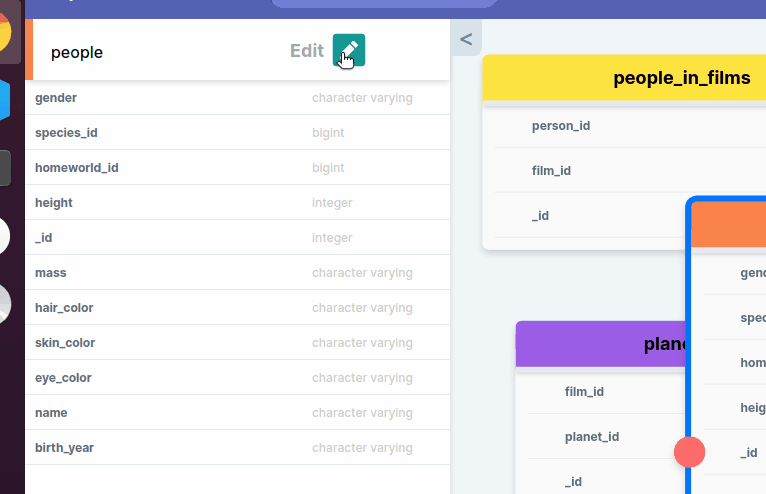 people
Edit
gender character varying
species_id bigint
homeworld_id bigint
height integer
_id integer
mass character varying
hair_color character varying
skin_color character varying
eye_color character varying
name character varying
birth_year character varying
<
people_in_films
person_id
film_id
_id
plane
film_id
planet_id
_id
gend
spec
hom
heig
_id